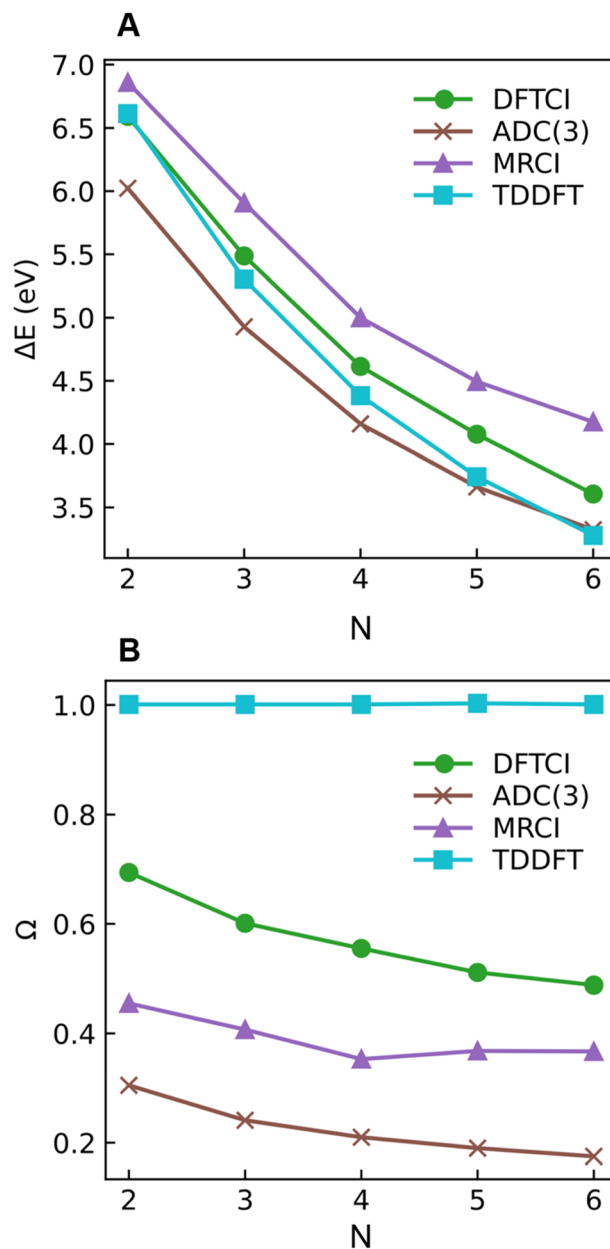 A
7.0
6.5
6.0
5.5
5.0
4.5
4.0
3.5
ΔE (eV)
DFTCI
ADC(3)
MRCI
TDDFT
2 3 4 5 6
N
B
1.0
0.8
0.6
0.4
0.2
Ω
DFTCI
ADC(3)
MRCI
TDDFT
2 3 4 5 6
N